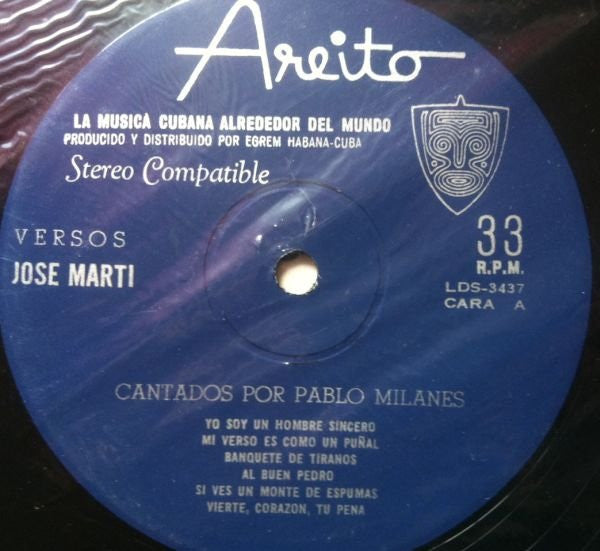 Areito
LA MUSICA CUBANA ALREDEDOR DEL MUNDO
PRODUCIDO Y DISTRIBUIDO POR EGREM HABANA-CUBA
Stereo Compatible
VERSOS
JOSE MARTI
33
R.P.M.
LDS-3437
CARA A
CANTADOS POR PABLO MILANES
YO SOY UN HOMBRE SINCERO
MI VERSO ES COMO UN PUÑAL
BANQUETE DE TIRANOS
AL BUEN PEDRO
SI VES UN MONTE DE ESPUMAS
VIERTE, CORAZON, TU PENA